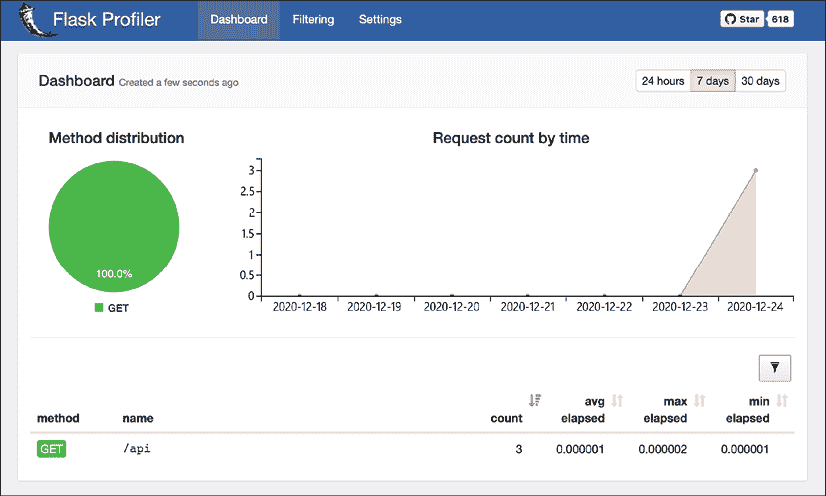 Flask Profiler Dashboard Filtering Settings Star 618
Dashboard Created a few seconds ago 24 hours 7 days 30 days
Method distribution Request count by time
3
2.5
2
1.5
1
0.5
0
100.0%
GET
2020-12-18 2020-12-19 2020-12-20 2020-12-21 2020-12-22 2020-12-23 2020-12-24
method name count avg elapsed max elapsed min elapsed
GET /api 3 0.000001 0.000002 0.000001